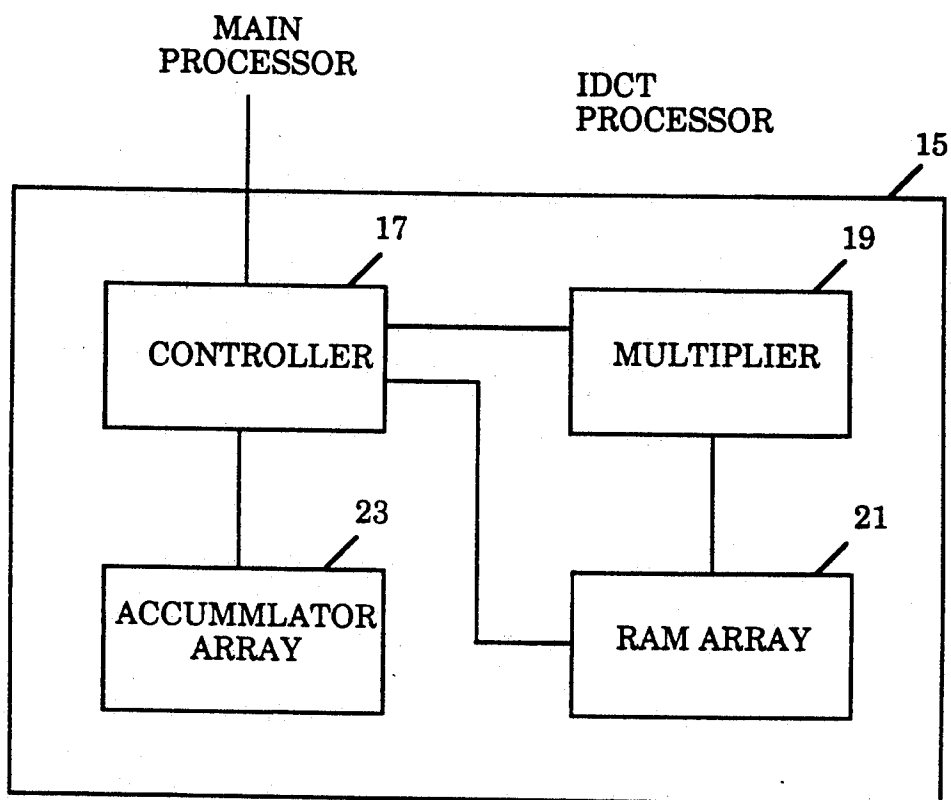 MAIN
PROCESSOR
IDCT
PROCESSOR
15
17
19
CONTROLLER
MULTIPLIER
23
21
ACCUMMLATOR
ARRAY
RAM ARRAY